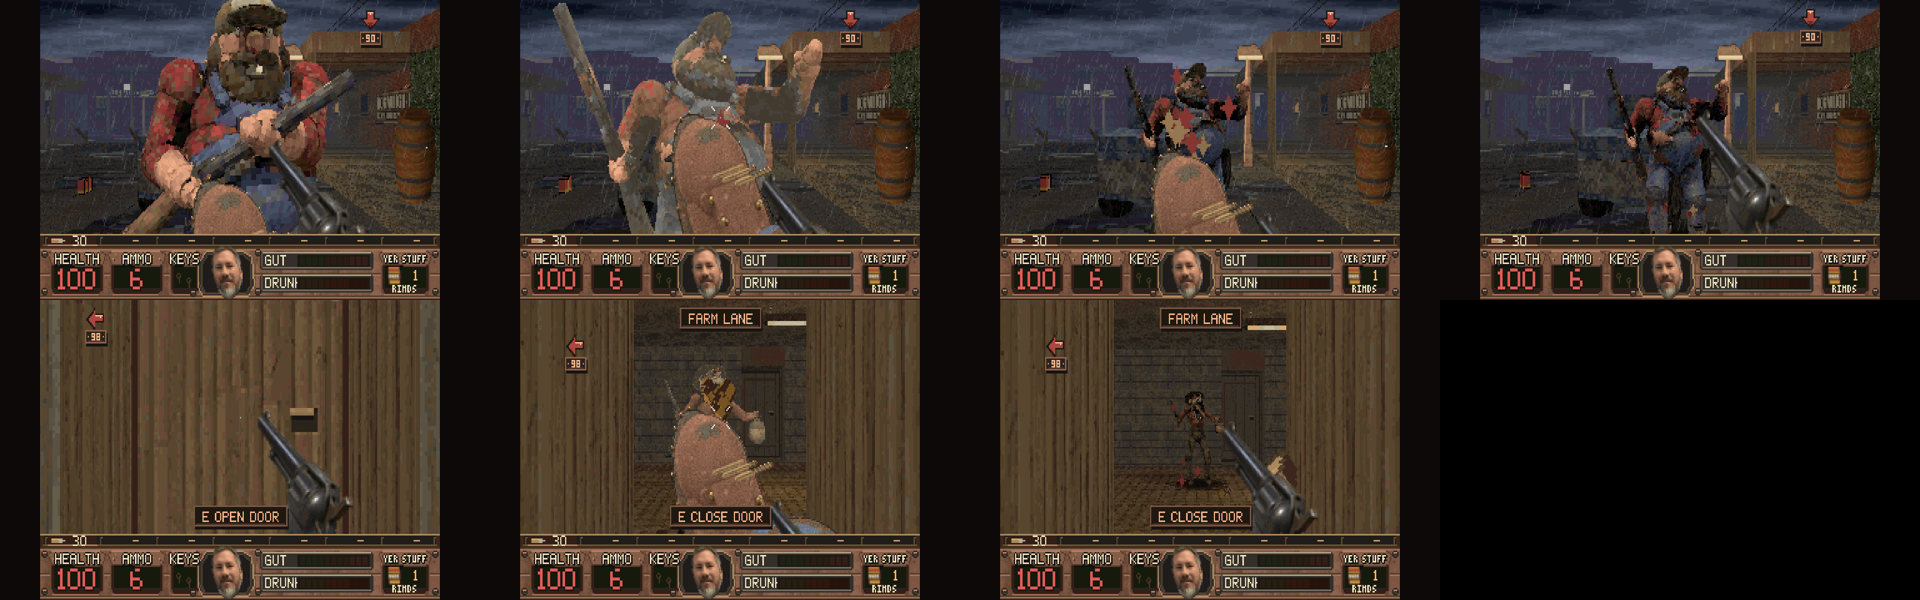 90
90
90
90
30
HEALTH AMMO KEYS GUT YER STUFF
100 6 DRUNK 1
RINDS
30
HEALTH AMMO KEYS GUT YER STUFF
100 6 DRUNK 1
RINDS
30
HEALTH AMMO KEYS GUT YER STUFF
100 6 DRUNK 1
RINDS
30
HEALTH AMMO KEYS GUT YER STUFF
100 6 DRUNK 1
RINDS
98
E OPEN DOOR
30
HEALTH AMMO KEYS GUT YER STUFF
100 6 DRUNK 1
RINDS
FARM LANE
98
E CLOSE DOOR
30
HEALTH AMMO KEYS GUT YER STUFF
100 6 DRUNK 1
RINDS
FARM LANE
98
E CLOSE DOOR
30
HEALTH AMMO KEYS GUT YER STUFF
100 6 DRUNK 1
RINDS